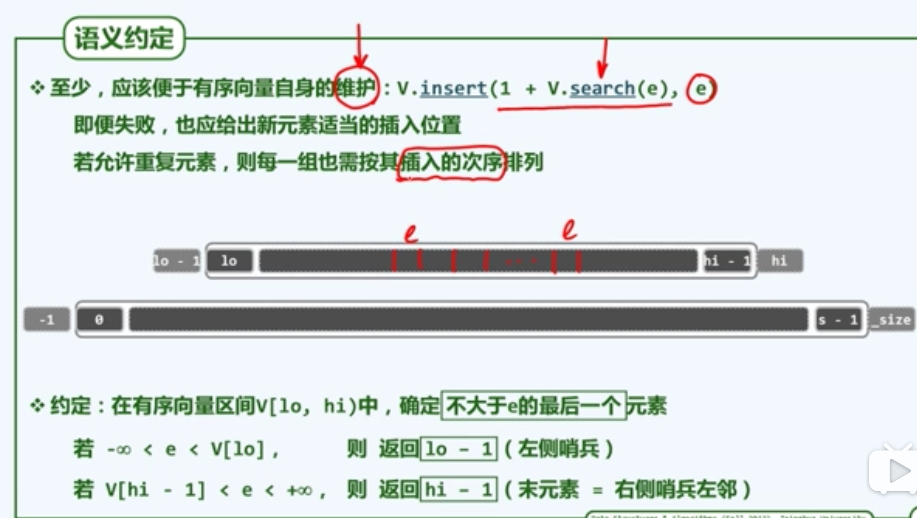 语义约定
❖ 至少，应该便于有序向量自身的维护：V.insert(1 + V.search(e), e)
即便失败，也应给出新元素适当的插入位置
若允许重复元素，则每一组也需按其插入的次序排列
e e
lo - 1 lo hi - 1 hi
-1 0 s - 1 _size
❖ 约定：在有序向量区间V[lo, hi)中，确定不大于e的最后一个元素
若 -∞ < e < V[lo]， 则 返回 lo - 1（左侧哨兵）
若 V[hi - 1] < e < +∞， 则 返回 hi - 1（末元素 = 右侧哨兵左邻）